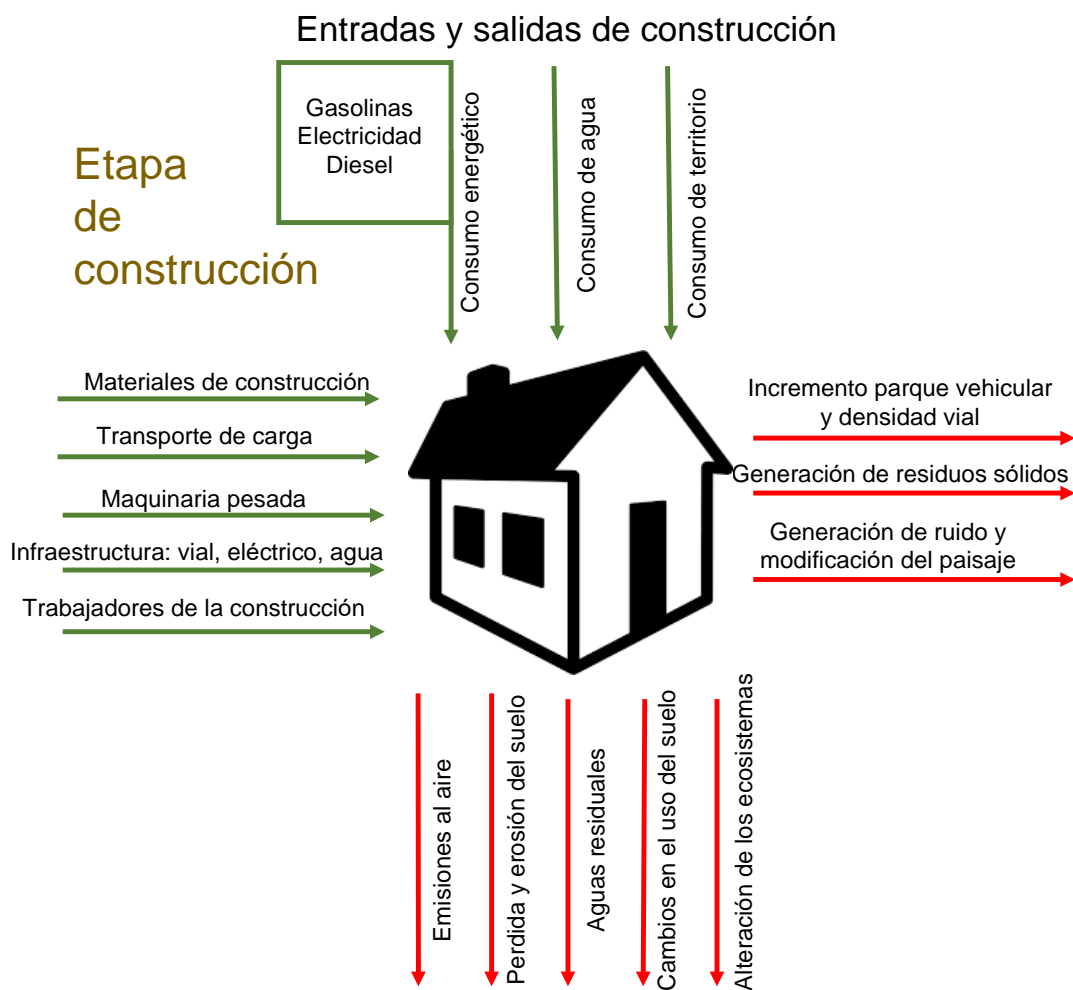 Entradas y salidas de construcción
Gasolinas
Electricidad
Diesel
Consumo energético
Consumo de agua
Consumo de territorio
Etapa
de
construcción
Materiales de construcción
Transporte de carga
Maquinaria pesada
Infraestructura: vial, eléctrico, agua
Trabajadores de la construcción
Incremento parque vehicular
y densidad vial
Generación de residuos sólidos
Generación de ruido y
modificación del paisaje
Emisiones al aire
Perdida y erosión del suelo
Aguas residuales
Cambios en el uso del suelo
Alteración de los ecosistemas